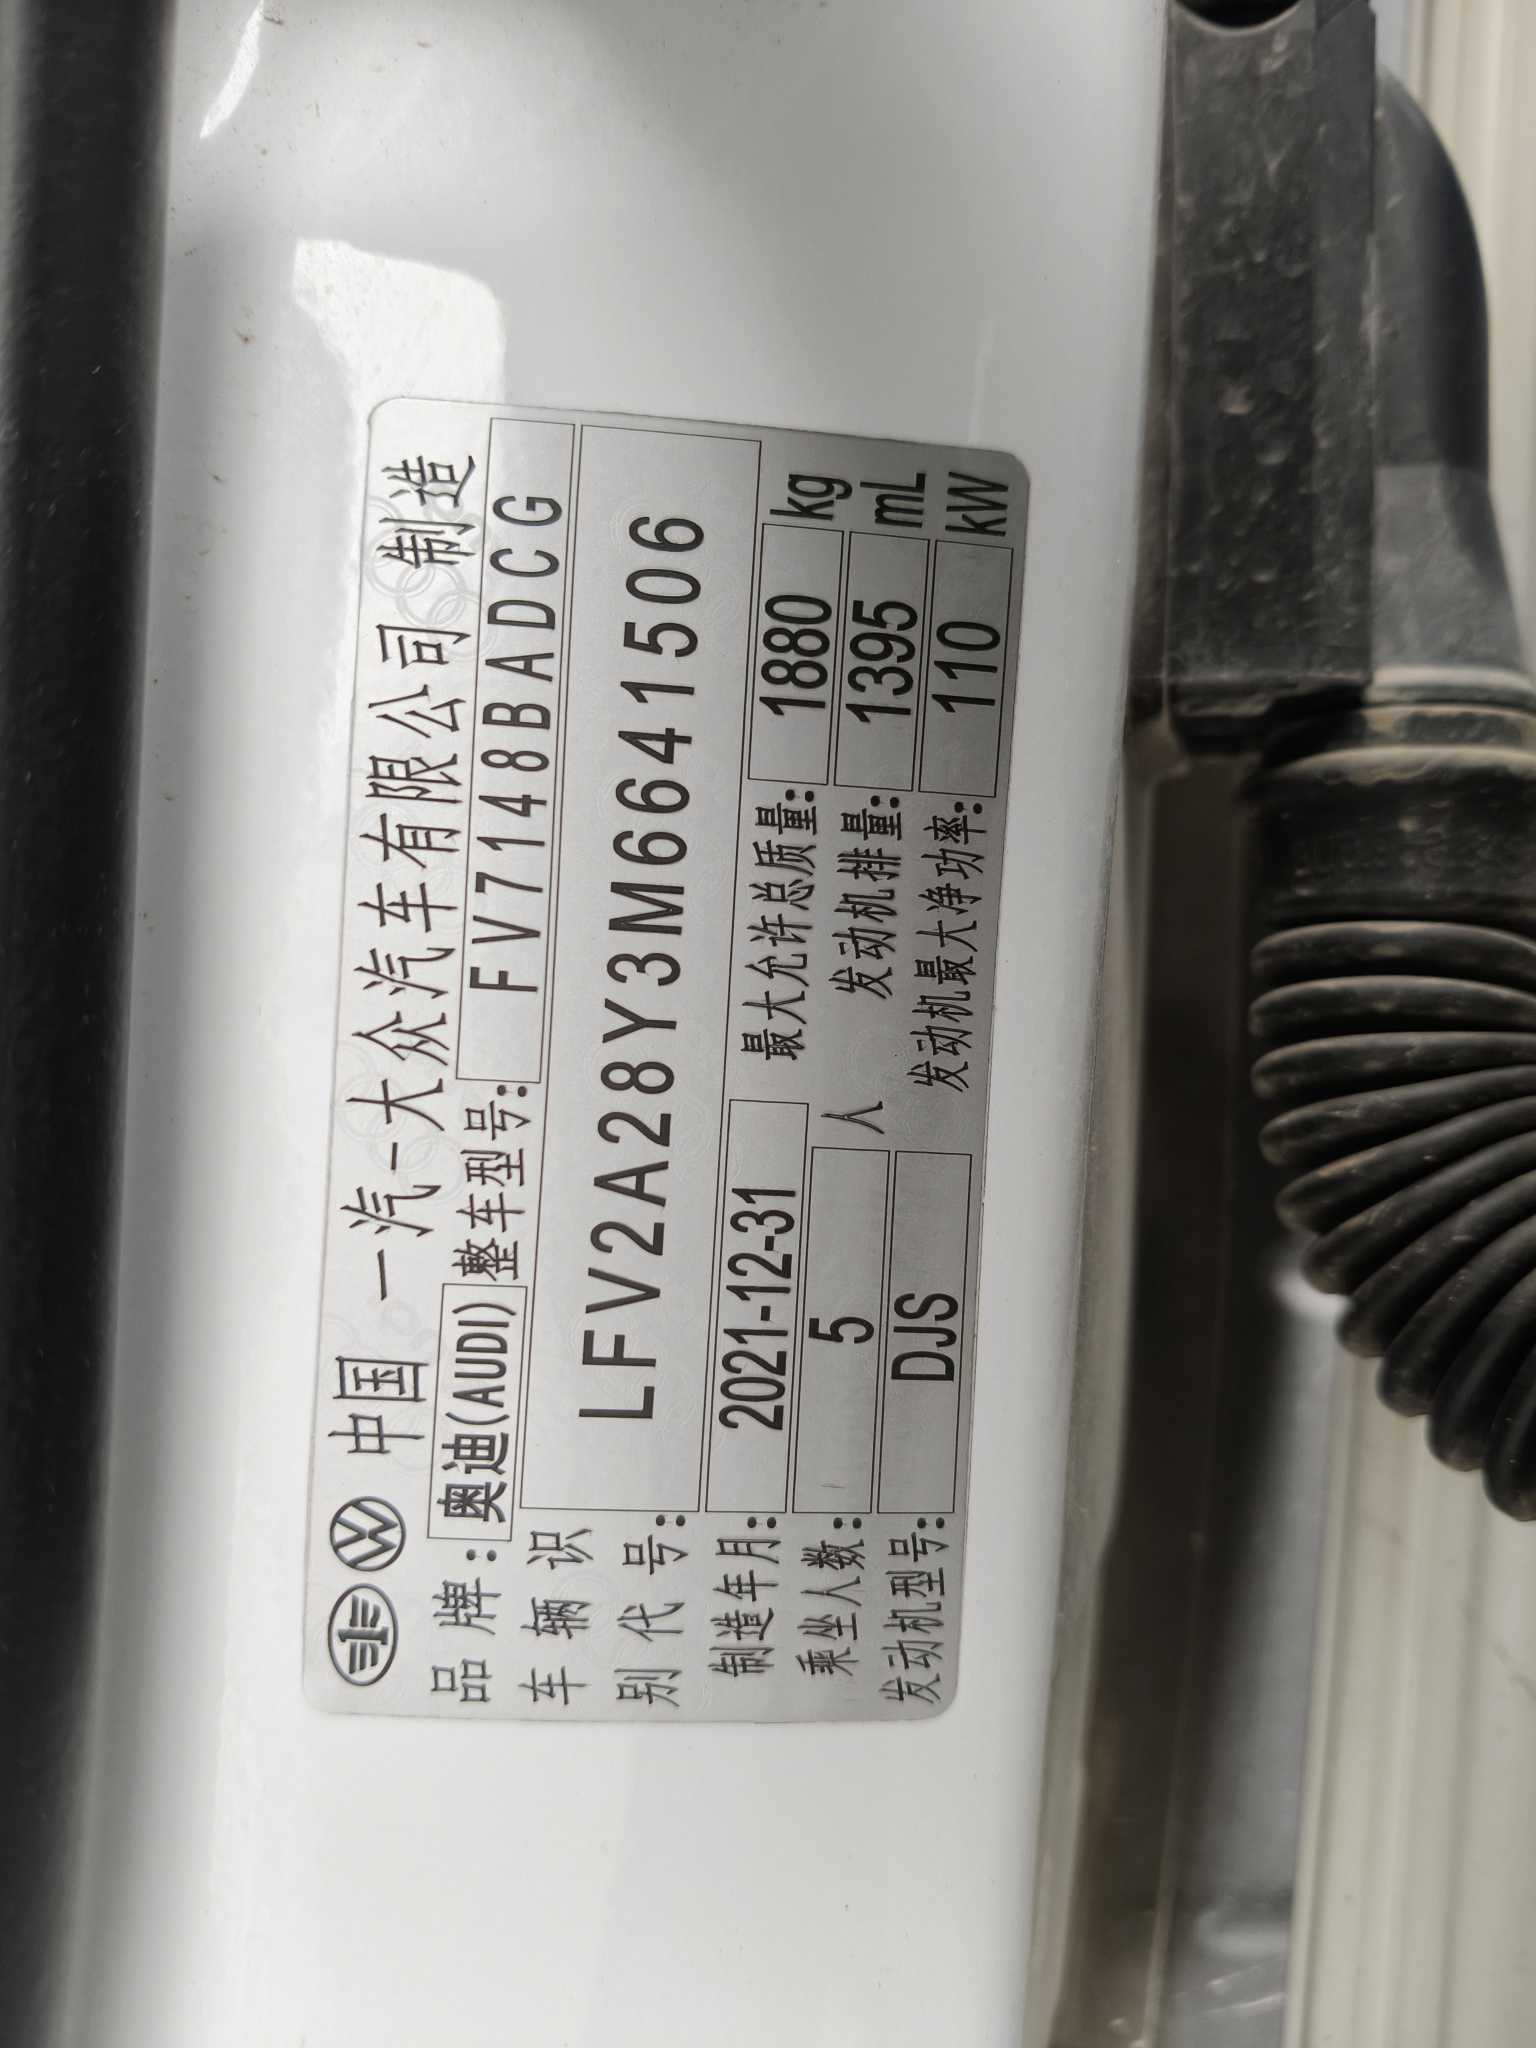 中国 一汽-大众汽车有限公司 制造
品牌: 奥迪(AUDI) 整车型号: FV7148BADCG
车辆识别代号: LFV2A28Y3M6641506
制造年月: 2021-12-31 最大允许总质量: 1880 kg
乘坐人数: 5 人 发动机排量: 1395 mL
发动机型号: DJS 发动机最大净功率: 110 kW